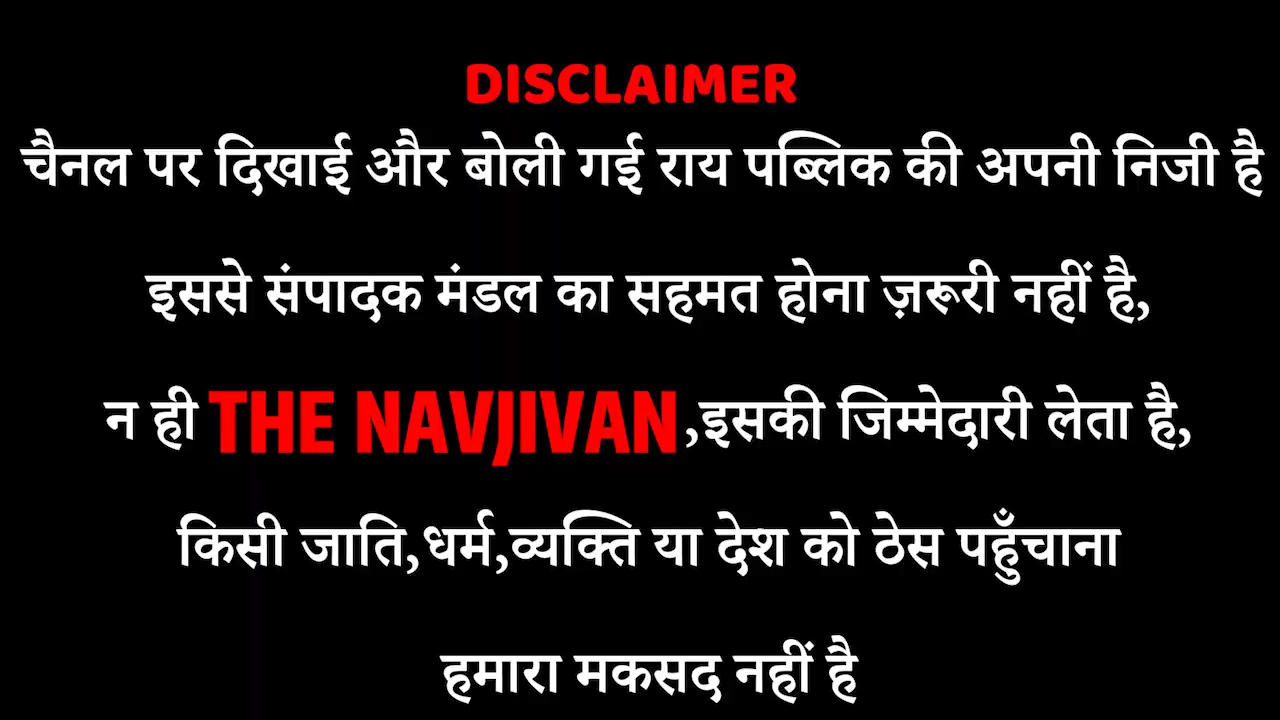 DISCLAIMER
चैनल पर दिखाई और बोली गई राय पब्लिक की अपनी निजी है
इससे संपादक मंडल का सहमत होना ज़रूरी नहीं है,
न ही THE NAVJIVAN ,इसकी जिम्मेदारी लेता है,
किसी जाति,धर्म,व्यक्ति या देश को ठेस पहुँचाना
हमारा मकसद नहीं है